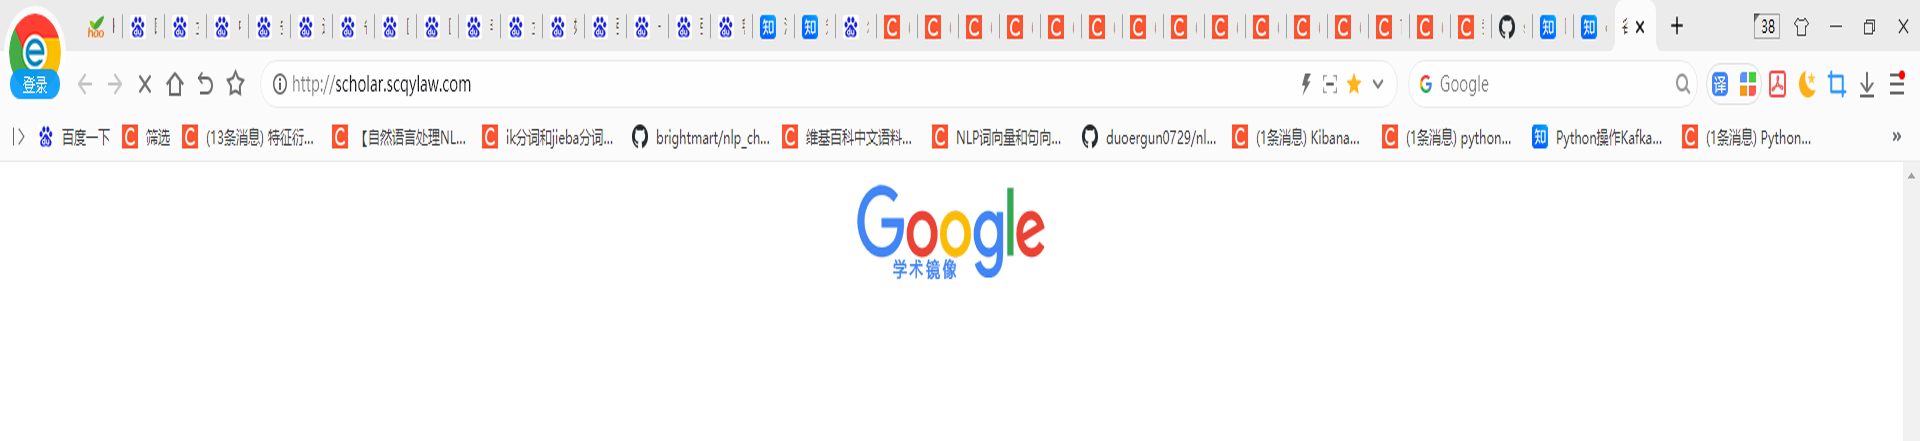 hao
38
登录
http://scholar.scqylaw.com
Google
译
百度一下
筛选
(13条消息) 特征衍...
【自然语言处理NL...
ik分词和jieba分词...
brightmart/nlp_ch...
维基百科中文语料...
NLP词向量和句向...
duoergun0729/nl...
(1条消息) Kibana...
(1条消息) python...
Python操作Kafka...
(1条消息) Python...
Google
学术镜像